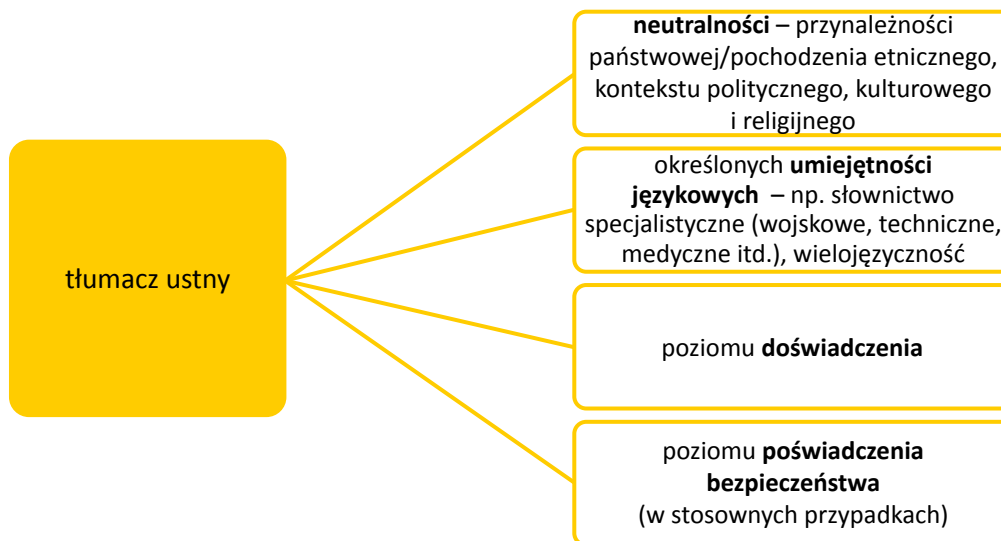 tłumacz ustny
neutralności – przynależności
państwowej/pochodzenia etnicznego,
kontekstu politycznego, kulturowego
i religijnego
określonych umiejętności
językowych – np. słownictwo
specjalistyczne (wojskowe, techniczne,
medyczne itd.), wielojęzyczność
poziomu doświadczenia
poziomu poświadczenia
bezpieczeństwa
(w stosownych przypadkach)